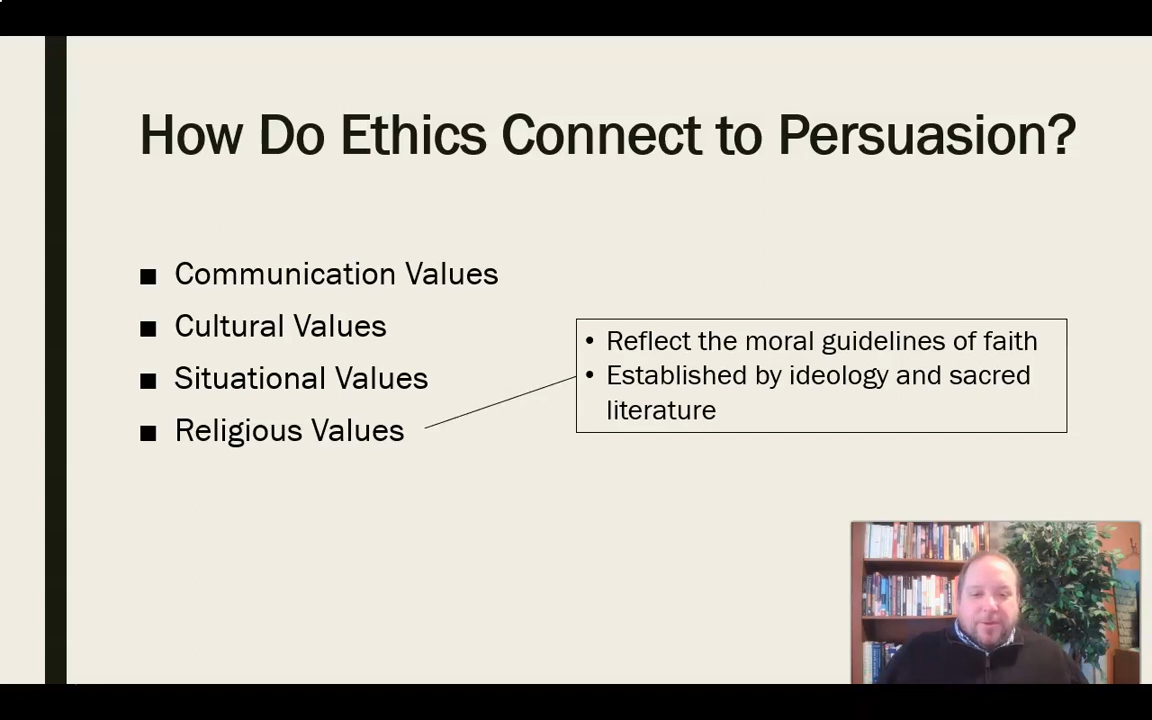 How Do Ethics Connect to Persuasion?
■ Communication Values
■ Cultural Values
■ Situational Values
■ Religious Values
• Reflect the moral guidelines of faith
• Established by ideology and sacred
literature